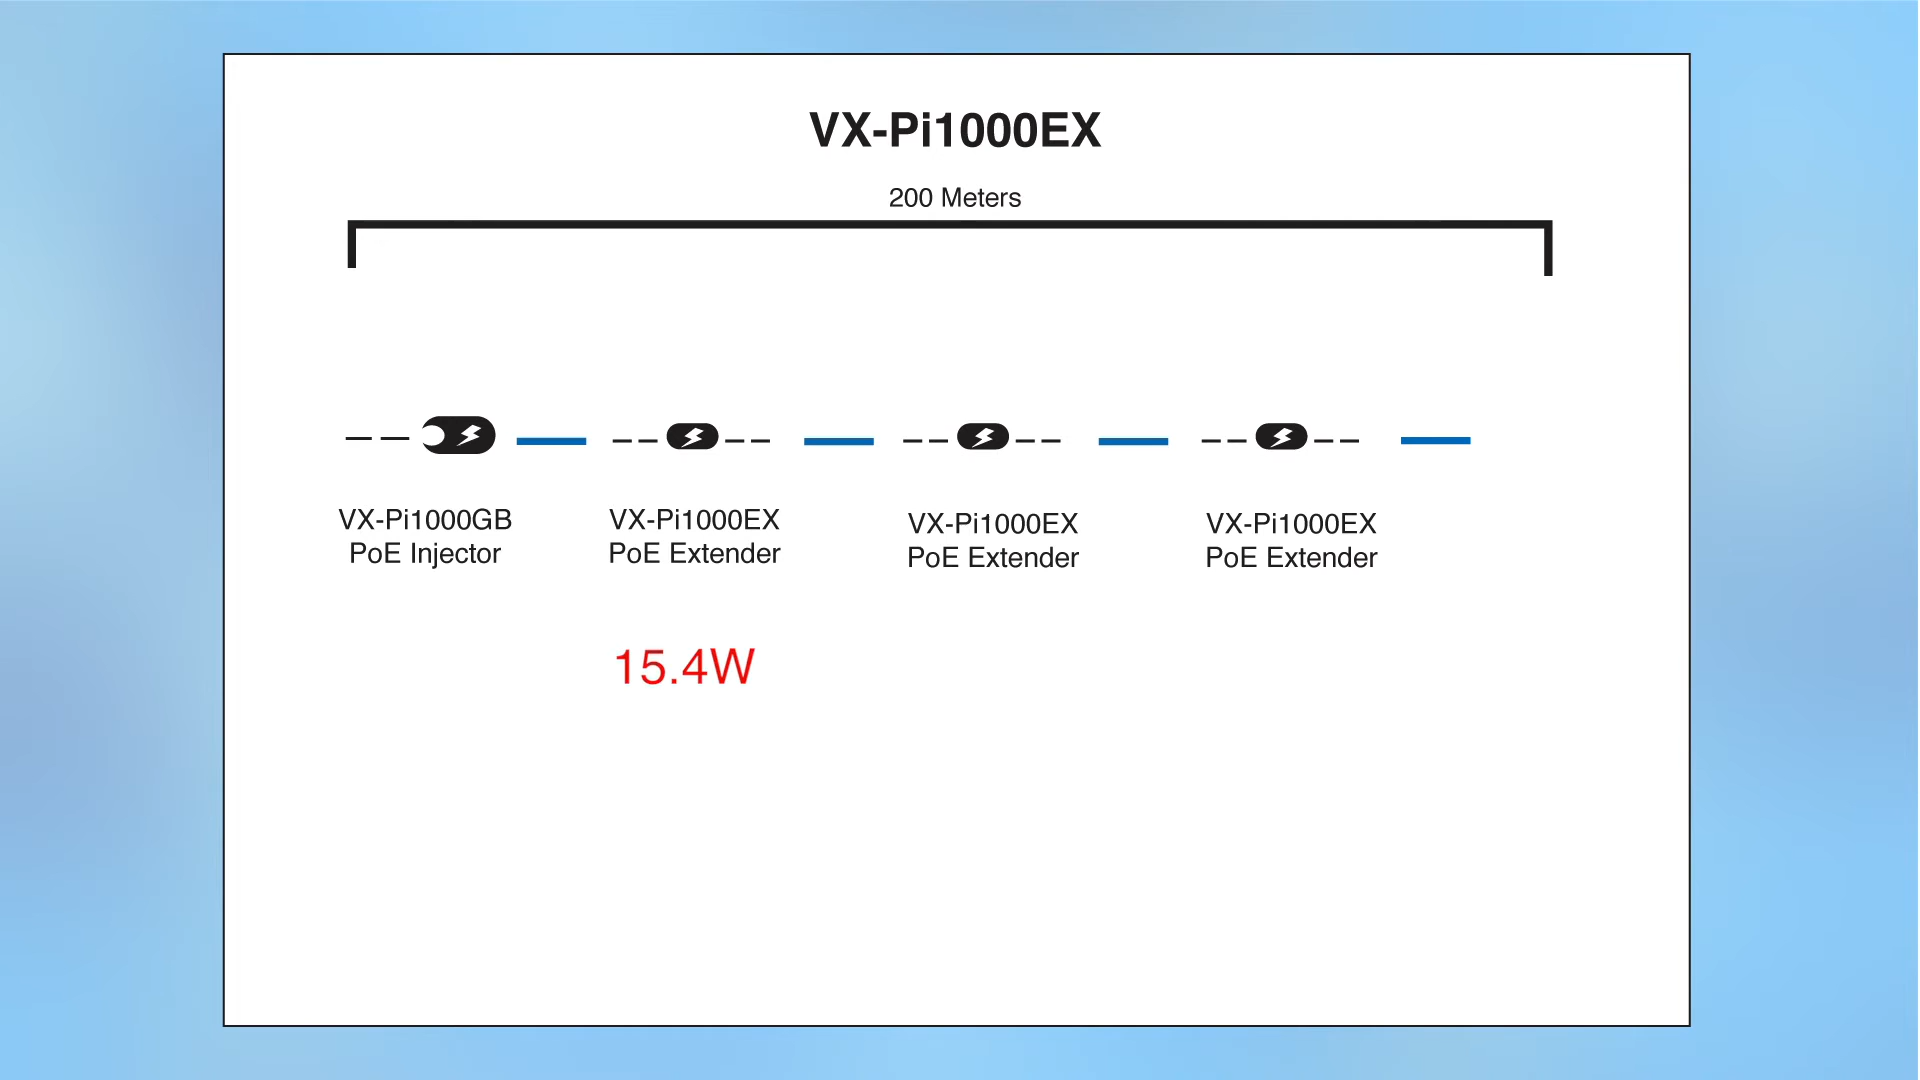 VX-Pi1000EX
200 Meters
VX-Pi1000GB
PoE Injector
VX-Pi1000EX
PoE Extender
VX-Pi1000EX
PoE Extender
VX-Pi1000EX
PoE Extender
15.4W